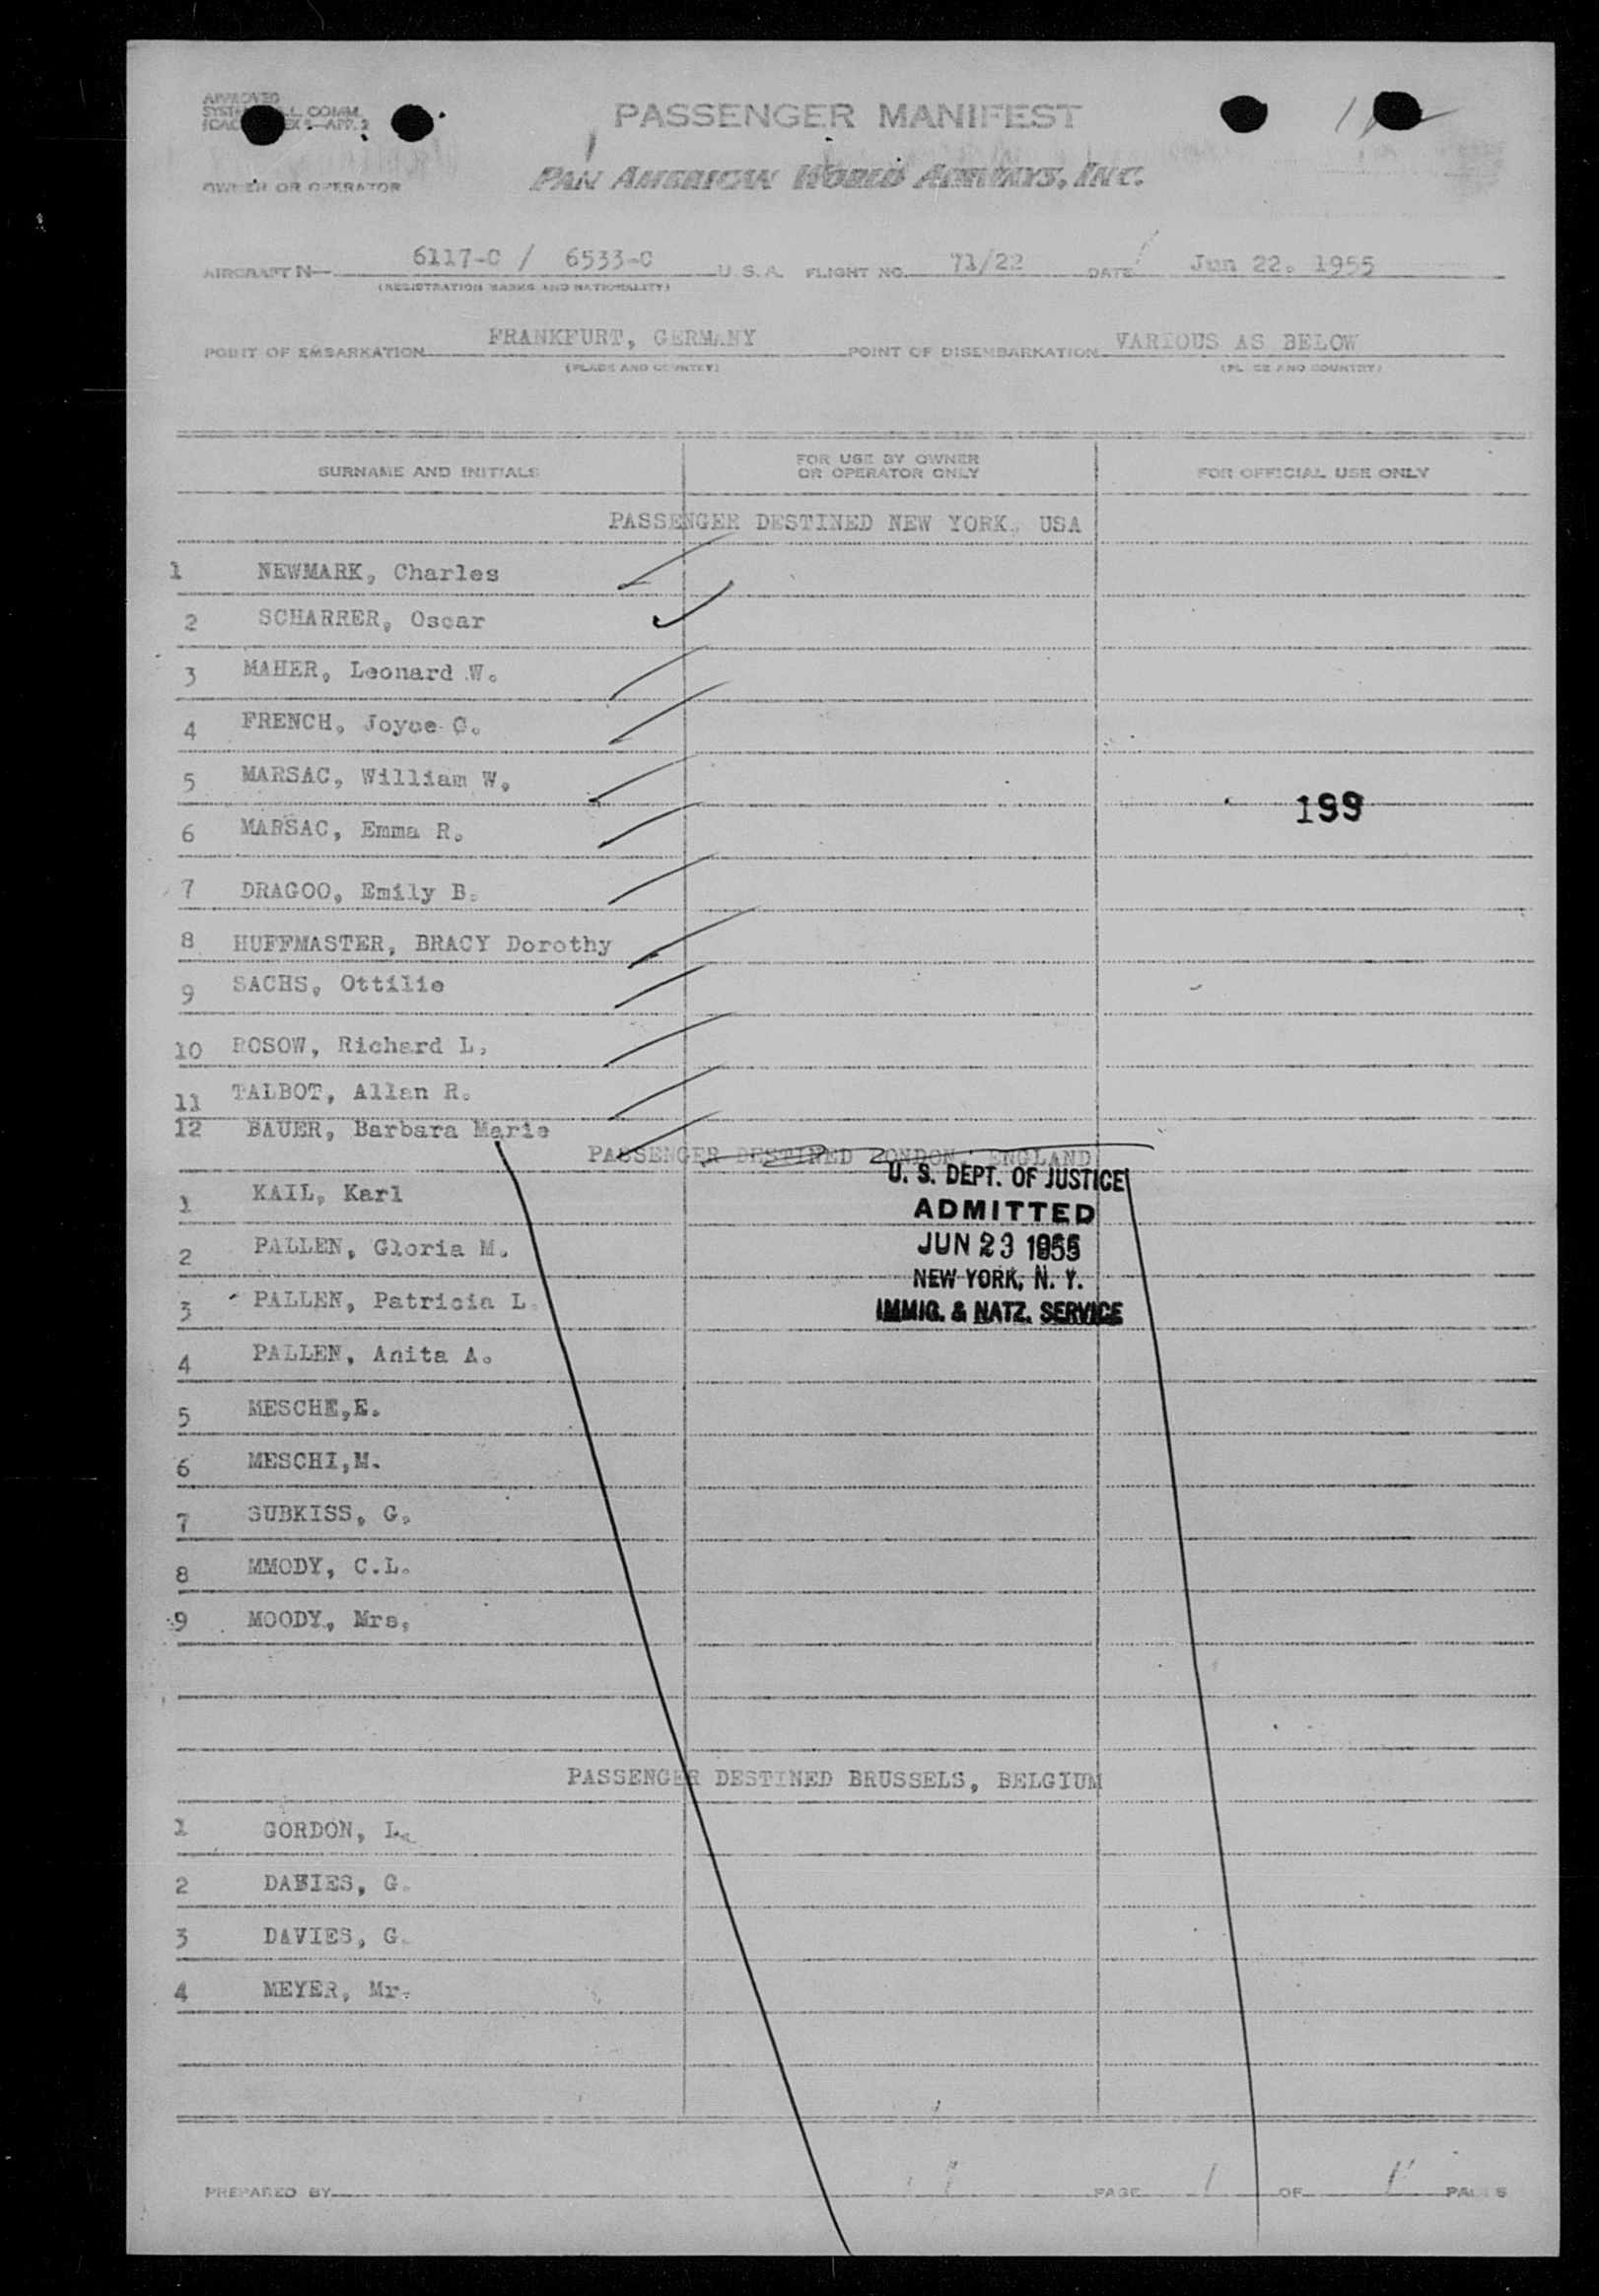 APPROVED
PASSENGER MANIFEST
OWNER OR OPERATOR
PAN AMERICAN WORLD AIRWAYS, INC.
AIRCRAFT N— 6117-C / 6533-C U. S. A. FLIGHT NO. 71/22 DATE Jun 22. 1955
(REGISTRATION MARKS AND NATIONALITY)
POINT OF EMBARKATION FRANKFURT, GERMANY POINT OF DISEMBARKATION VARIOUS AS BELOW
(PLACE AND COUNTRY) (PLACE AND COUNTRY)
SURNAME AND INITIALS FOR USE BY OWNER OR OPERATOR ONLY FOR OFFICIAL USE ONLY
PASSENGER DESTINED NEW YORK, USA
1 NEWMARK, Charles
2 SCHARRER, Oscar
3 MAHER, Leonard W.
4 FRENCH, Joyce C.
5 MARSAC, William W.
199
6 MARSAC, Emma R.
7 DRAGOO, Emily B.
8 HUFFMASTER, BRACY Dorothy
9 SACHS, Ottilie
10 ROSOW, Richard L.
11 TALBOT, Allan R.
12 BAUER, Barbara Marie
PASSENGER DESTINED LONDON ENGLAND
U. S. DEPT. OF JUSTICE
ADMITTED
JUN 23 1955
NEW YORK, N. Y.
IMMIG. & NATZ. SERVICE
1 KAIL, Karl
2 PALLEN, Gloria M.
3 PALLEN, Patricia L.
4 PALLEN, Anita A.
5 MESCHE,E.
6 MESCHI,M.
7 SUBKISS, G.
8 MMODY, C.L.
9 MOODY, Mrs.
PASSENGER DESTINED BRUSSELS, BELGIUM
1 GORDON, L.
2 DAVIES, G.
3 DAVIES, G.
4 MEYER, Mr.
PREPARED BY PAGE 1 OF 1 PAGES